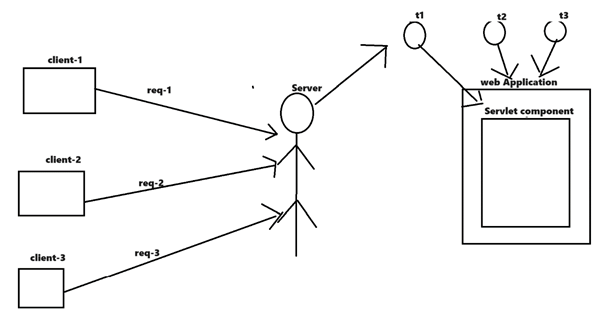 t1
t2
t3
client-1
web Application
req-1
Server
Servlet component
client-2
req-2
req-3
client-3